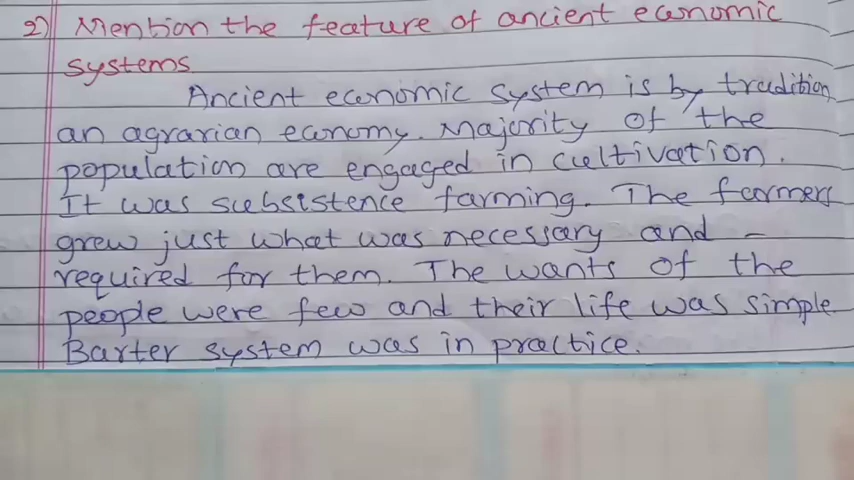 2) Mention the feature of ancient economic
systems
Ancient economic system is by tradition
an agrarian economy. Majority of the
population are engaged in cultivation.
It was subsistence farming. The farmers
grew just what was necessary and -
required for them. The wants of the
people were few and their life was simple.
Barter system was in practice.